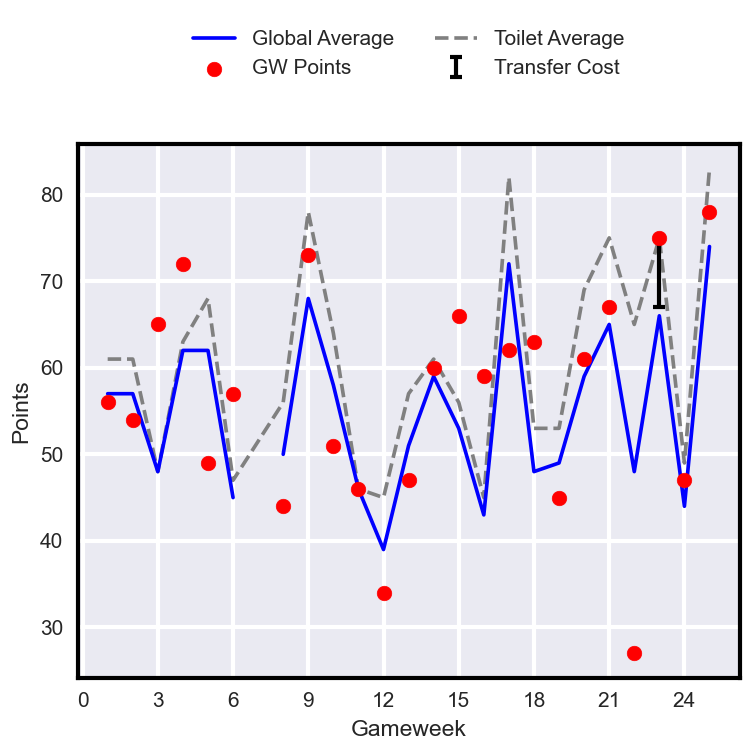 Global Average
Toilet Average
GW Points
Transfer Cost
80
70
60
50
40
30
Points
0 3 6 9 12 15 18 21 24
Gameweek